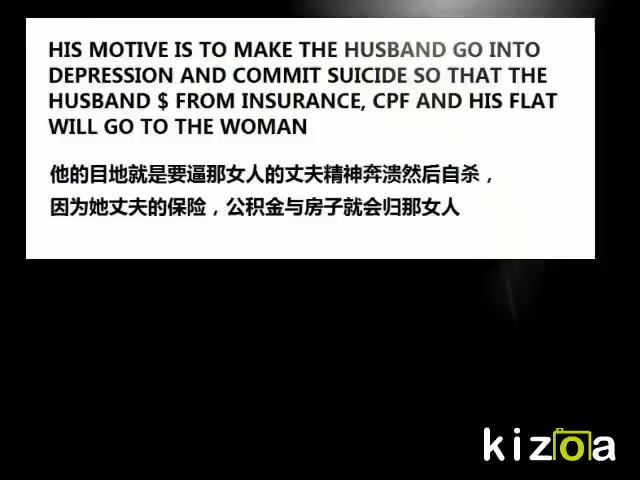 HIS MOTIVE IS TO MAKE THE HUSBAND GO INTO
DEPRESSION AND COMMIT SUICIDE SO THAT THE
HUSBAND $ FROM INSURANCE, CPF AND HIS FLAT
WILL GO TO THE WOMAN
他的目地就是要逼那女人的丈夫精神奔溃然后自杀，
因为她丈夫的保险，公积金与房子就会归那女人
kizoa